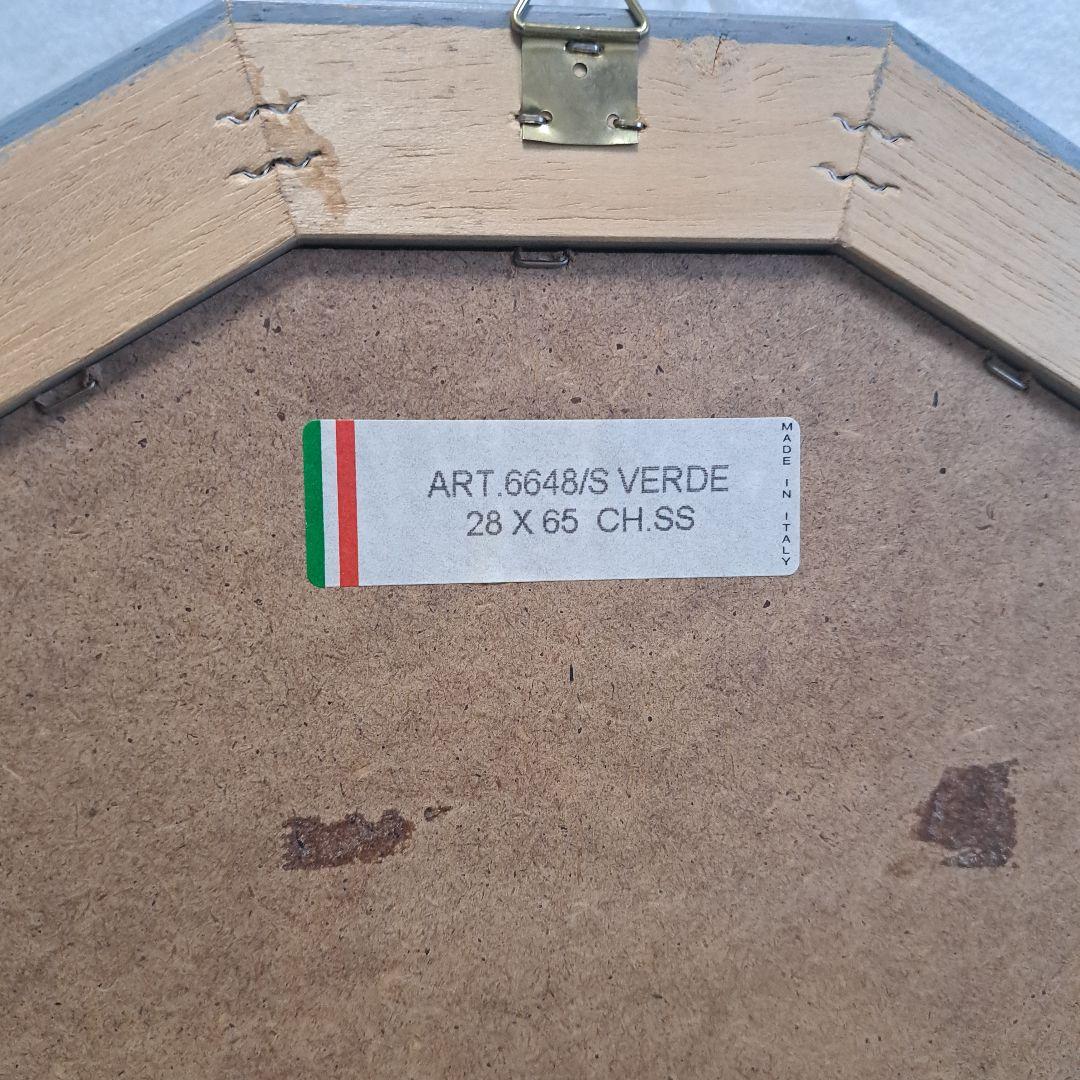 ART.6648/S VERDE
28 X 65 CH.SS
MADE IN ITALY